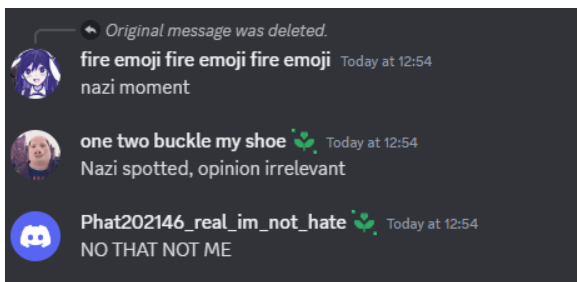 Original message was deleted.
fire emoji fire emoji fire emoji Today at 12:54
nazi moment
one two buckle my shoe Today at 12:54
Nazi spotted, opinion irrelevant
Phat202146_real_im_not_hate Today at 12:54
NO THAT NOT ME